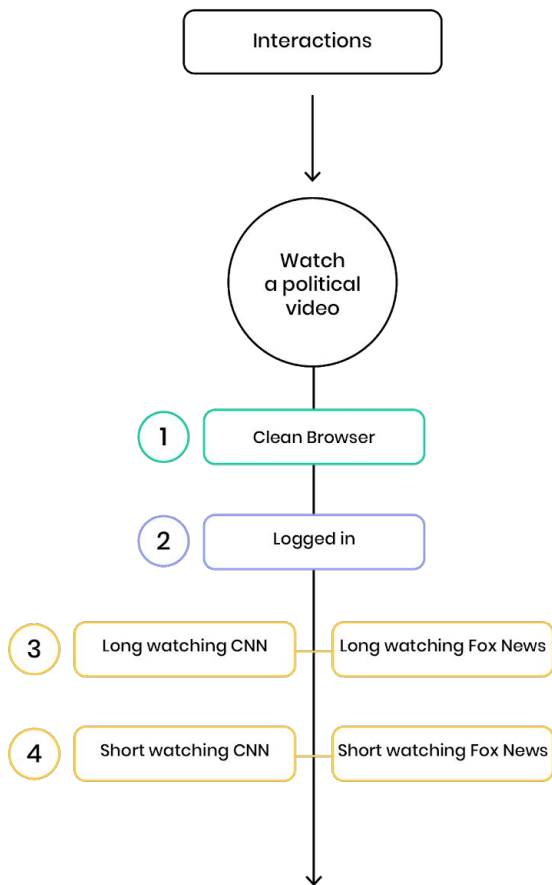 Interactions
Watch
a political
video
1
Clean Browser
2
Logged in
3
Long watching CNN
Long watching Fox News
4
Short watching CNN
Short watching Fox News